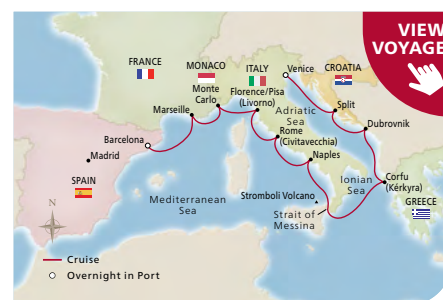 VIEW
VOYAGE
FRANCE
MONACO
ITALY
CROATIA
Venice
Monte
Carlo
Florence/Pisa
(Livorno)
Marseille
Adriatic
Sea
Split
Dubrovnik
Rome
(Civitavecchia)
Barcelona
Madrid
Naples
SPAIN
Mediterranean
Sea
Stromboli Volcano
Ionian
Sea
Corfu
(Kérkyra)
GREECE
Strait of
Messina
N
Cruise
Overnight in Port